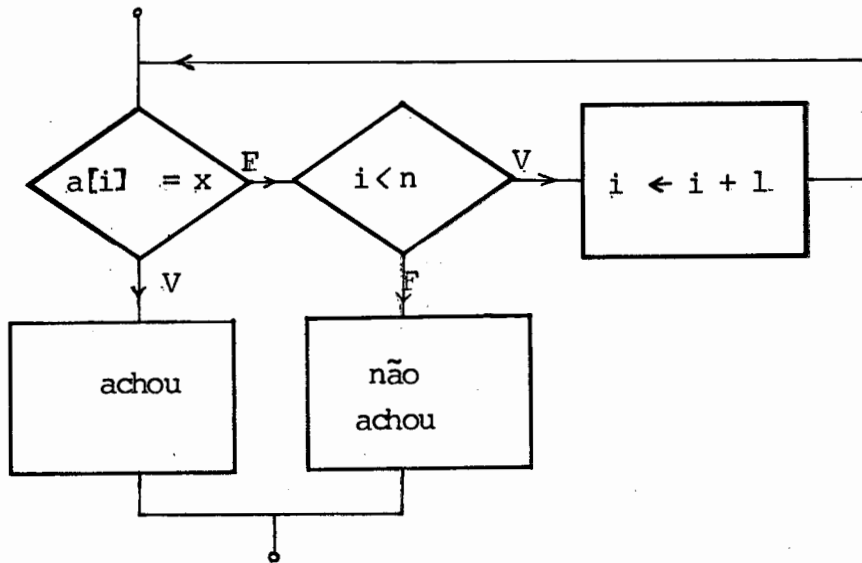 a[i] = x
F
i < n
V
i ← i + 1
V
F
achou
não
achou